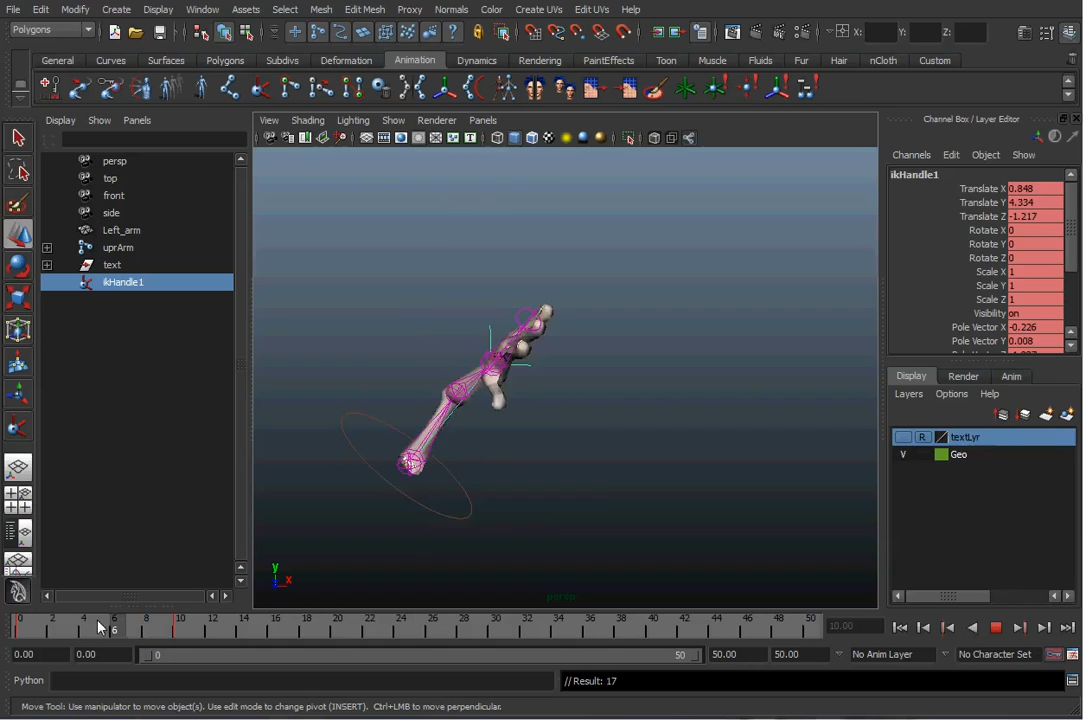 File Edit Modify Create Display Window Assets Select Mesh Edit Mesh Proxy Normals Color Create UVs Edit UVs Help
Polygons X: Y: Z:
General Curves Surfaces Polygons Subdivs Deformation Animation Dynamics Rendering PaintEffects Toon Muscle Fluids Fur Hair nCloth Custom
Display Show Panels
View Shading Lighting Show Renderer Panels
Channel Box / Layer Editor
Channels Edit Object Show
persp
top
front
side
Left_arm
uprArm
text
ikHandle1
ikHandle1
Translate X 0.848
Translate Y 4.334
Translate Z -1.217
Rotate X 0
Rotate Y 0
Rotate Z 0
Scale X 1
Scale Y 1
Scale Z 1
Visibility on
Pole Vector X -0.226
Pole Vector Y 0.008
Display Render Anim
Layers Options Help
R textLyr
V Geo
y
x
persp
0 2 4 6 8 10 12 14 16 18 20 22 24 26 28 30 32 34 36 38 40 42 44 46 48 50
6
10.00
0.00 0.00 0 50 50.00 50.00 No Anim Layer No Character Set
Python // Result: 17
Move Tool: Use manipulator to move object(s). Use edit mode to change pivot (INSERT). Ctrl+LMB to move perpendicular.